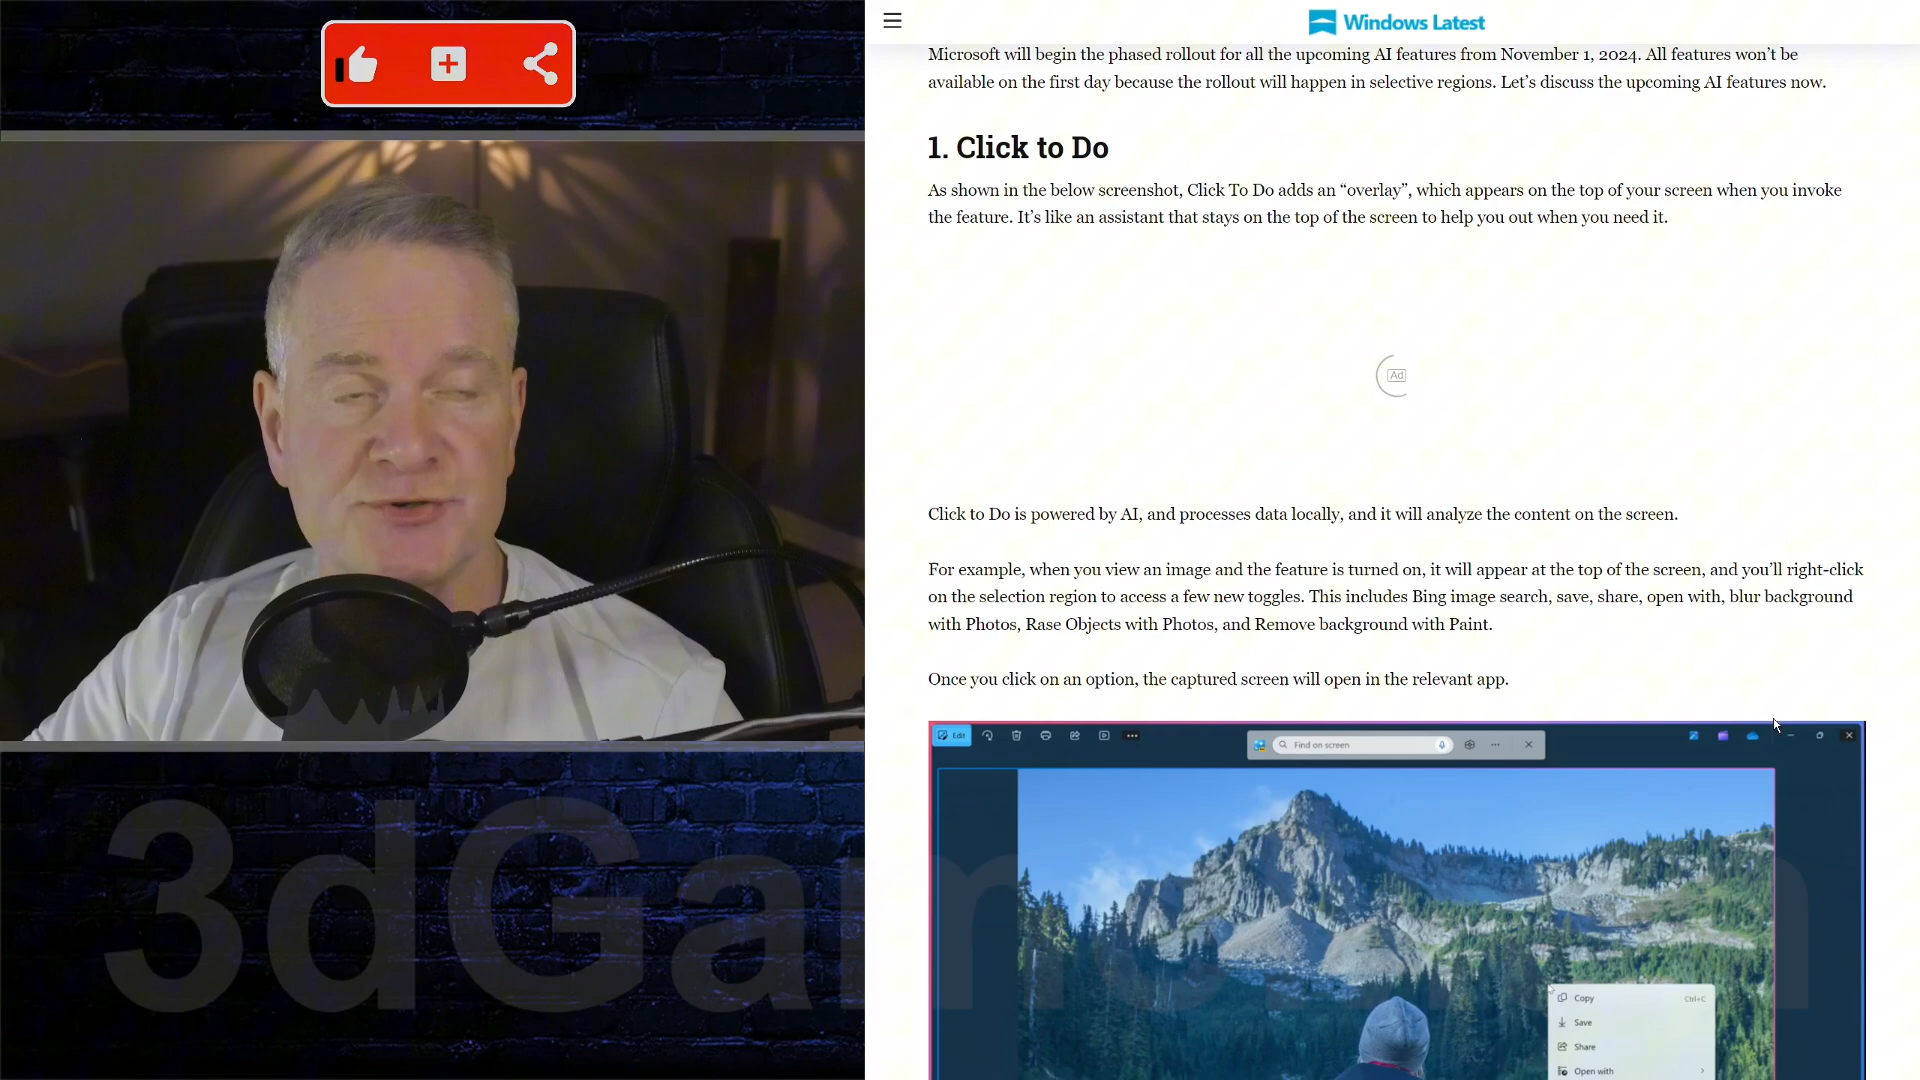 Windows Latest
Microsoft will begin the phased rollout for all the upcoming AI features from November 1, 2024. All features won’t be
available on the first day because the rollout will happen in selective regions. Let’s discuss the upcoming AI features now.
1. Click to Do
As shown in the below screenshot, Click To Do adds an “overlay”, which appears on the top of your screen when you invoke
the feature. It’s like an assistant that stays on the top of the screen to help you out when you need it.
Ad
Click to Do is powered by AI, and processes data locally, and it will analyze the content on the screen.
For example, when you view an image and the feature is turned on, it will appear at the top of the screen, and you’ll right-click
on the selection region to access a few new toggles. This includes Bing image search, save, share, open with, blur background
with Photos, Rase Objects with Photos, and Remove background with Paint.
Once you click on an option, the captured screen will open in the relevant app.
Edit
Find on screen
Copy Ctrl+C
Save
Share
Open with
3dGam